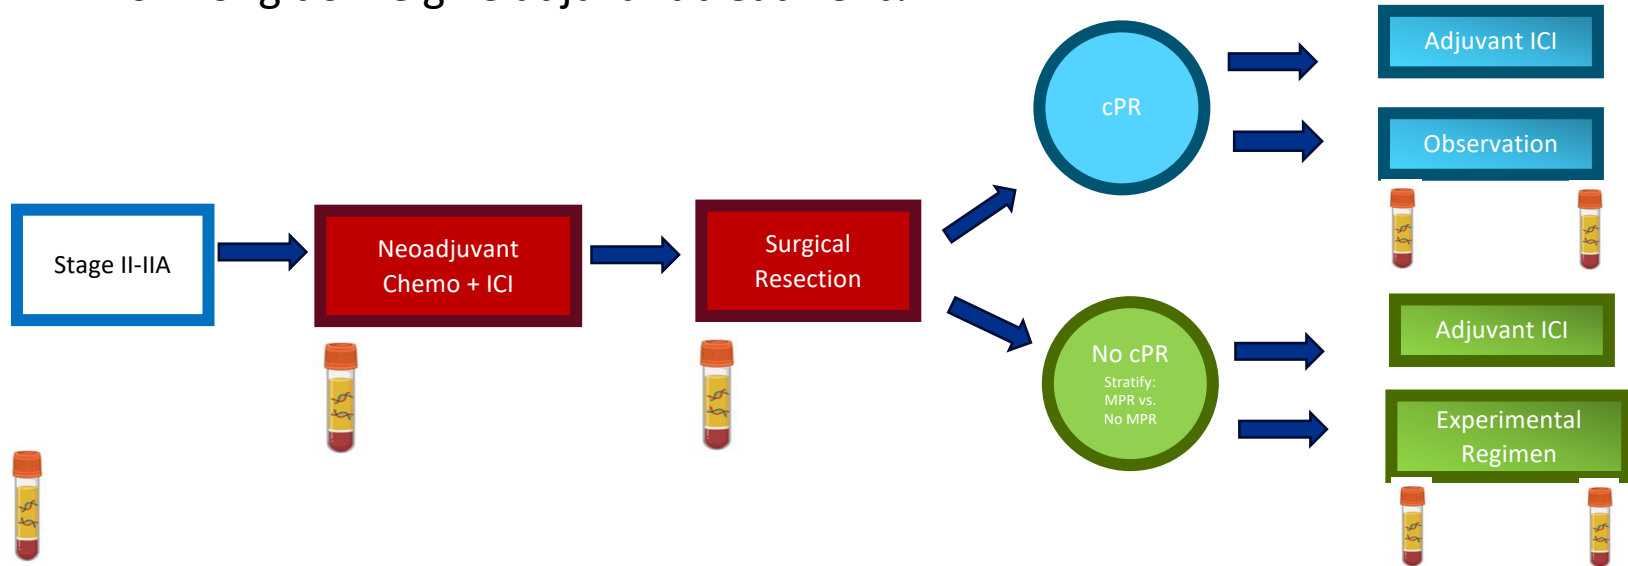 Stage II-IIA
Neoadjuvant
Chemo + ICI
Surgical
Resection
cPR
Adjuvant ICI
Observation
No cPR
Stratify:
MPR vs.
No MPR
Adjuvant ICI
Experimental
Regimen